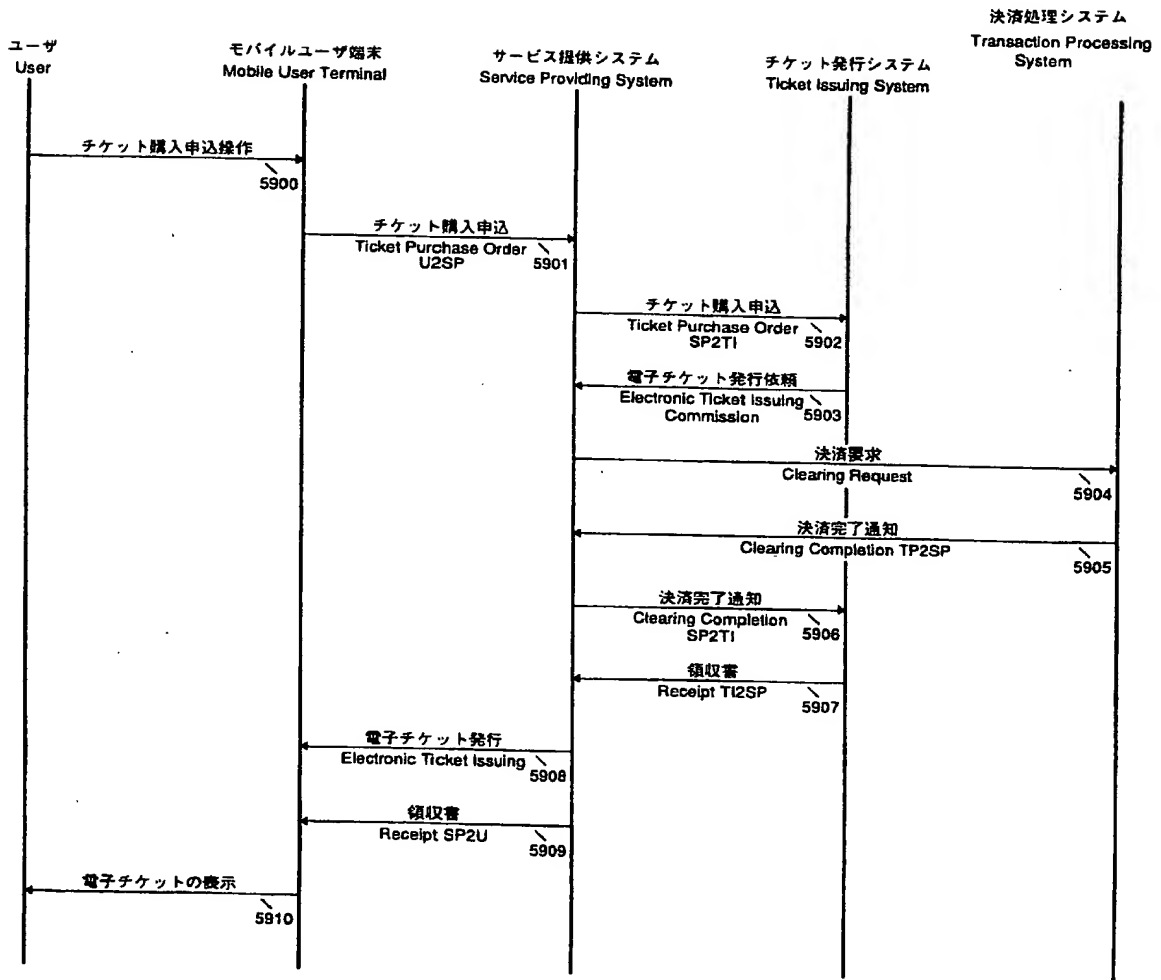 ユーザ
User
モバイルユーザ端末
Mobile User Terminal
サービス提供システム
Service Providing System
チケット発行システム
Ticket Issuing System
決済処理システム
Transaction Processing
System
チケット購入申込操作
5900
チケット購入申込
Ticket Purchase Order
U2SP
5901
チケット購入申込
Ticket Purchase Order
SP2TI
5902
電子チケット発行依頼
Electronic Ticket Issuing
Commission
5903
決済要求
Clearing Request
5904
決済完了通知
Clearing Completion TP2SP
5905
決済完了通知
Clearing Completion
SP2TI
5906
領収書
Receipt TI2SP
5907
電子チケット発行
Electronic Ticket Issuing
5908
領収書
Receipt SP2U
5909
電子チケットの表示
5910